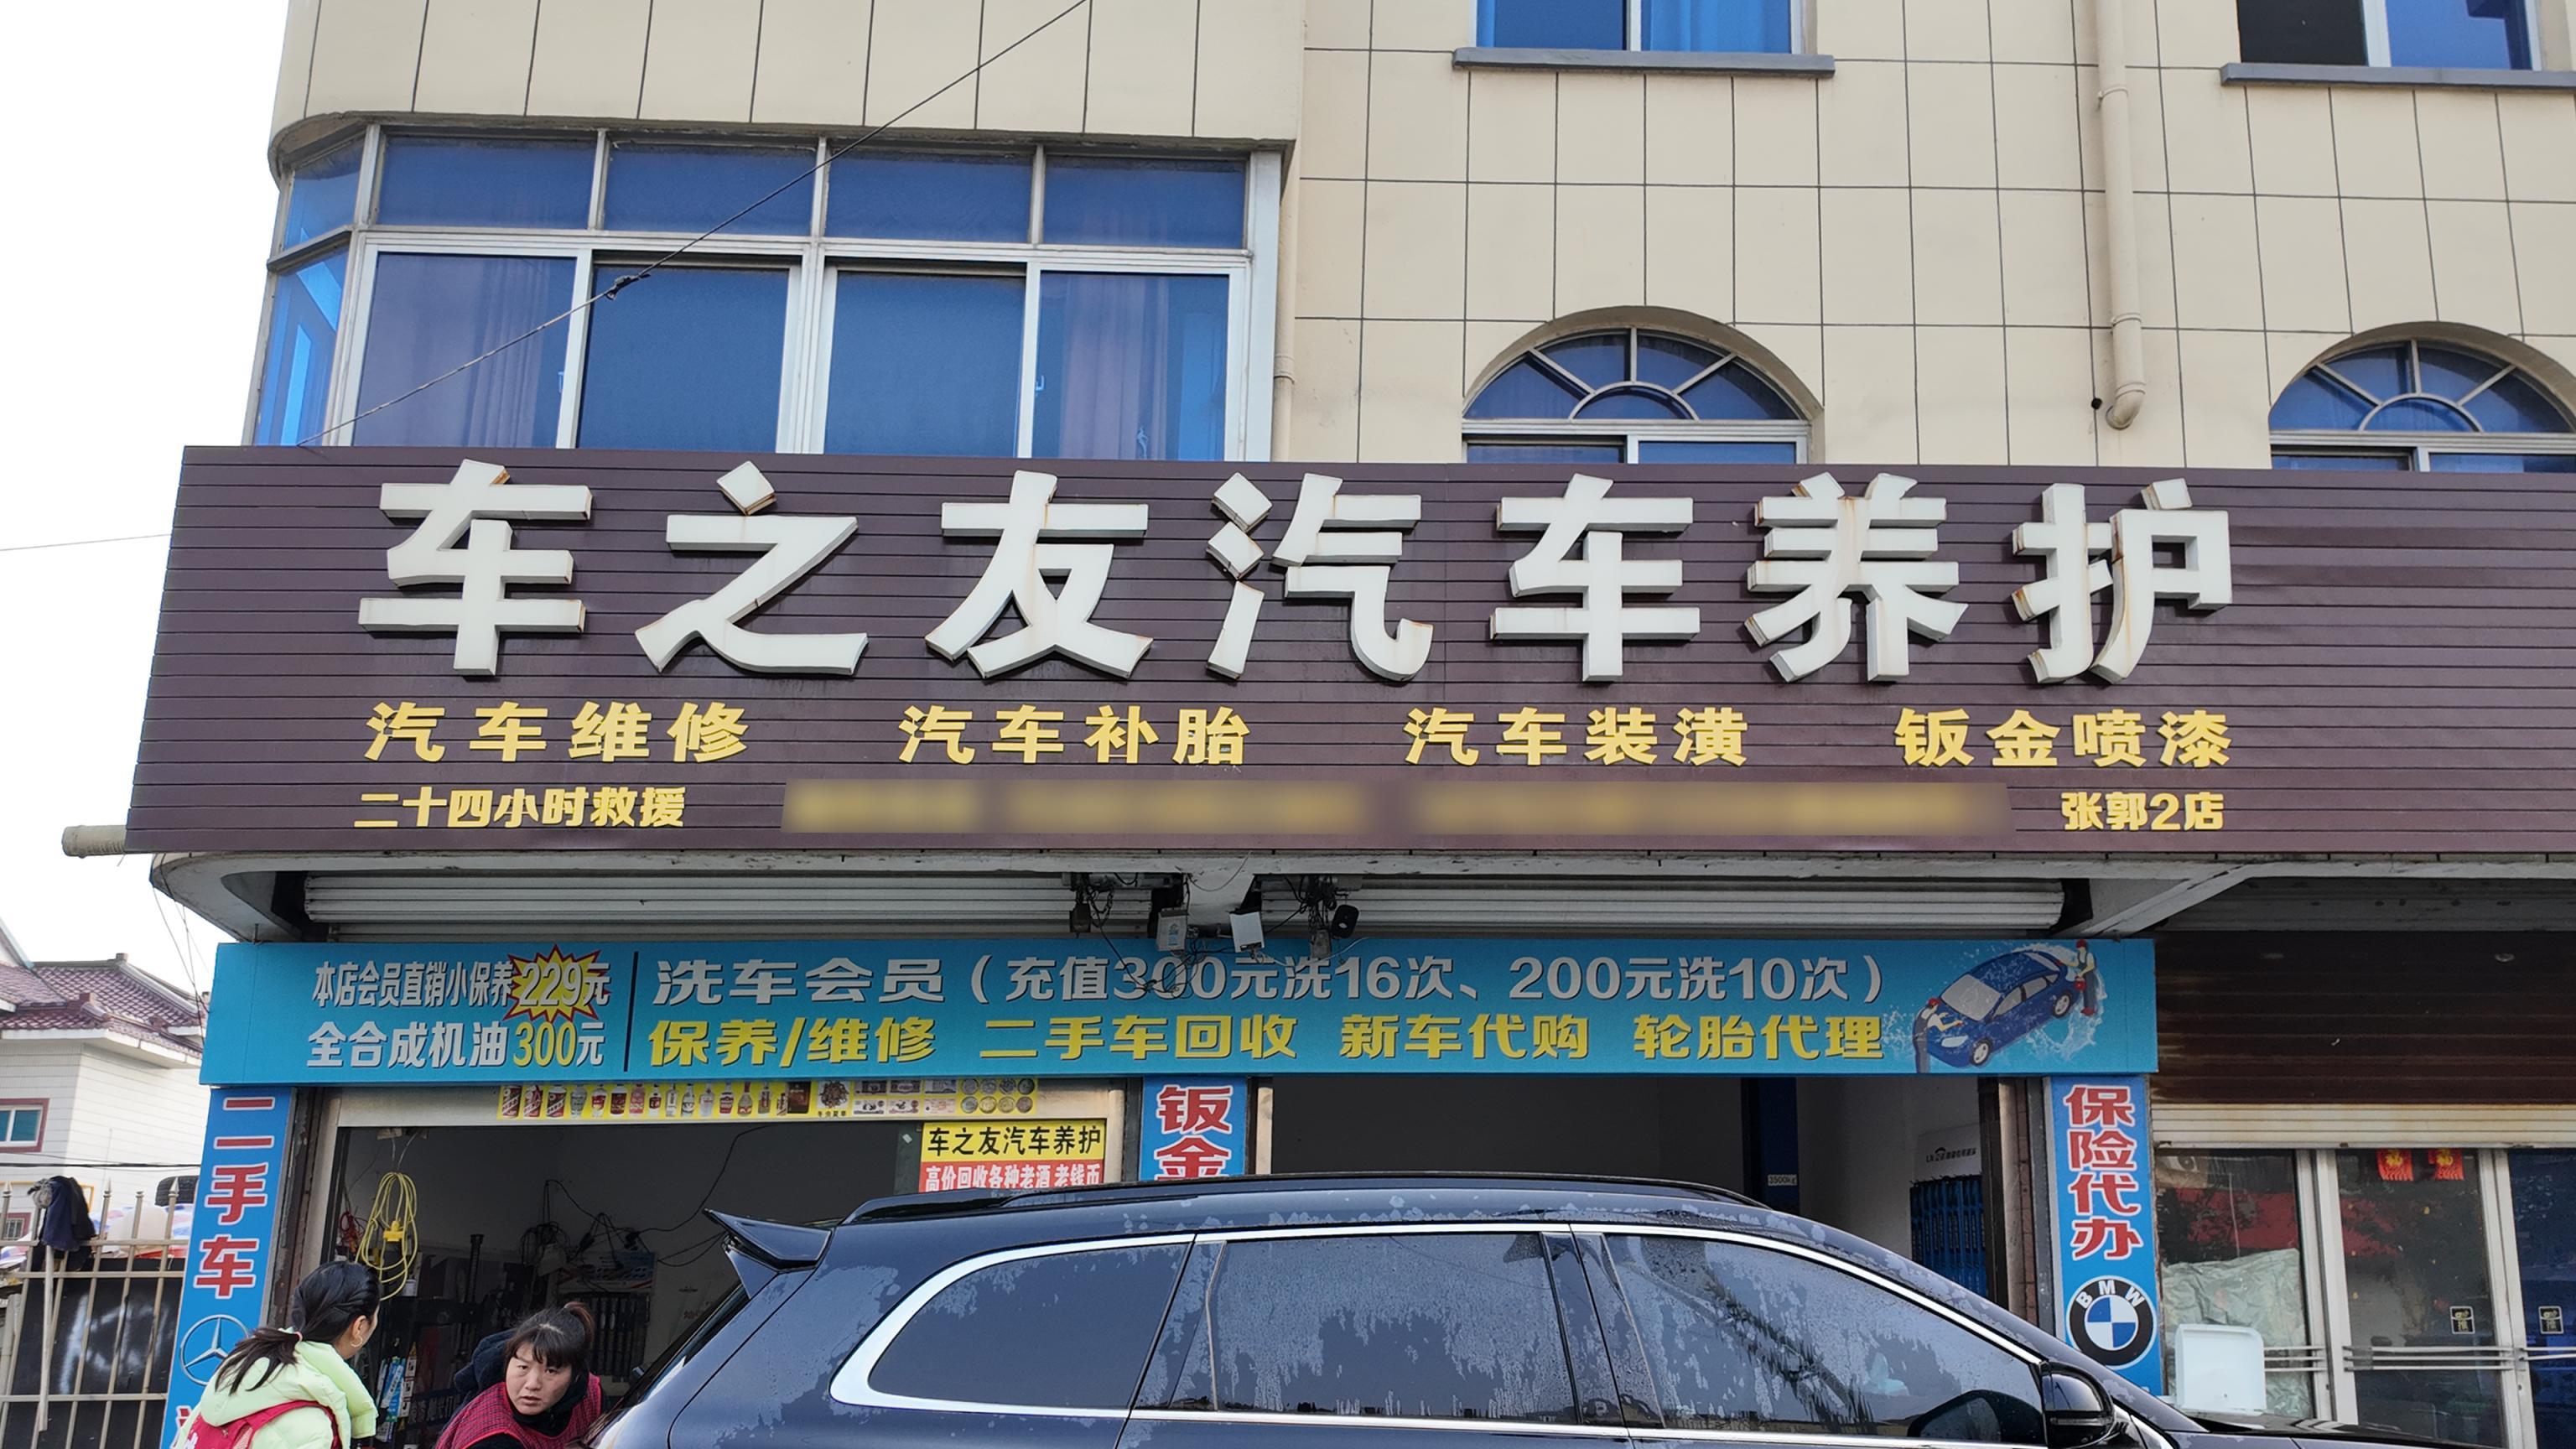 车之友汽车养护
汽车维修 汽车补胎 汽车装潢 钣金喷漆
二十四小时救援 张郭2店
本店会员直销小保养229元
全合成机油300元
洗车会员（充值300元洗16次、200元洗10次）
保养/维修 二手车回收 新车代购 轮胎代理
二手车
钣金
保险代办
BMW
车之友汽车养护
高价回收各种老酒 老钱币
福
福